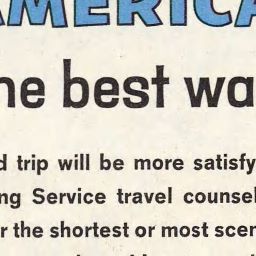 AMERICA
he best wa
d trip will be more satisfy
ng Service travel counsel
r the shortest or most scen